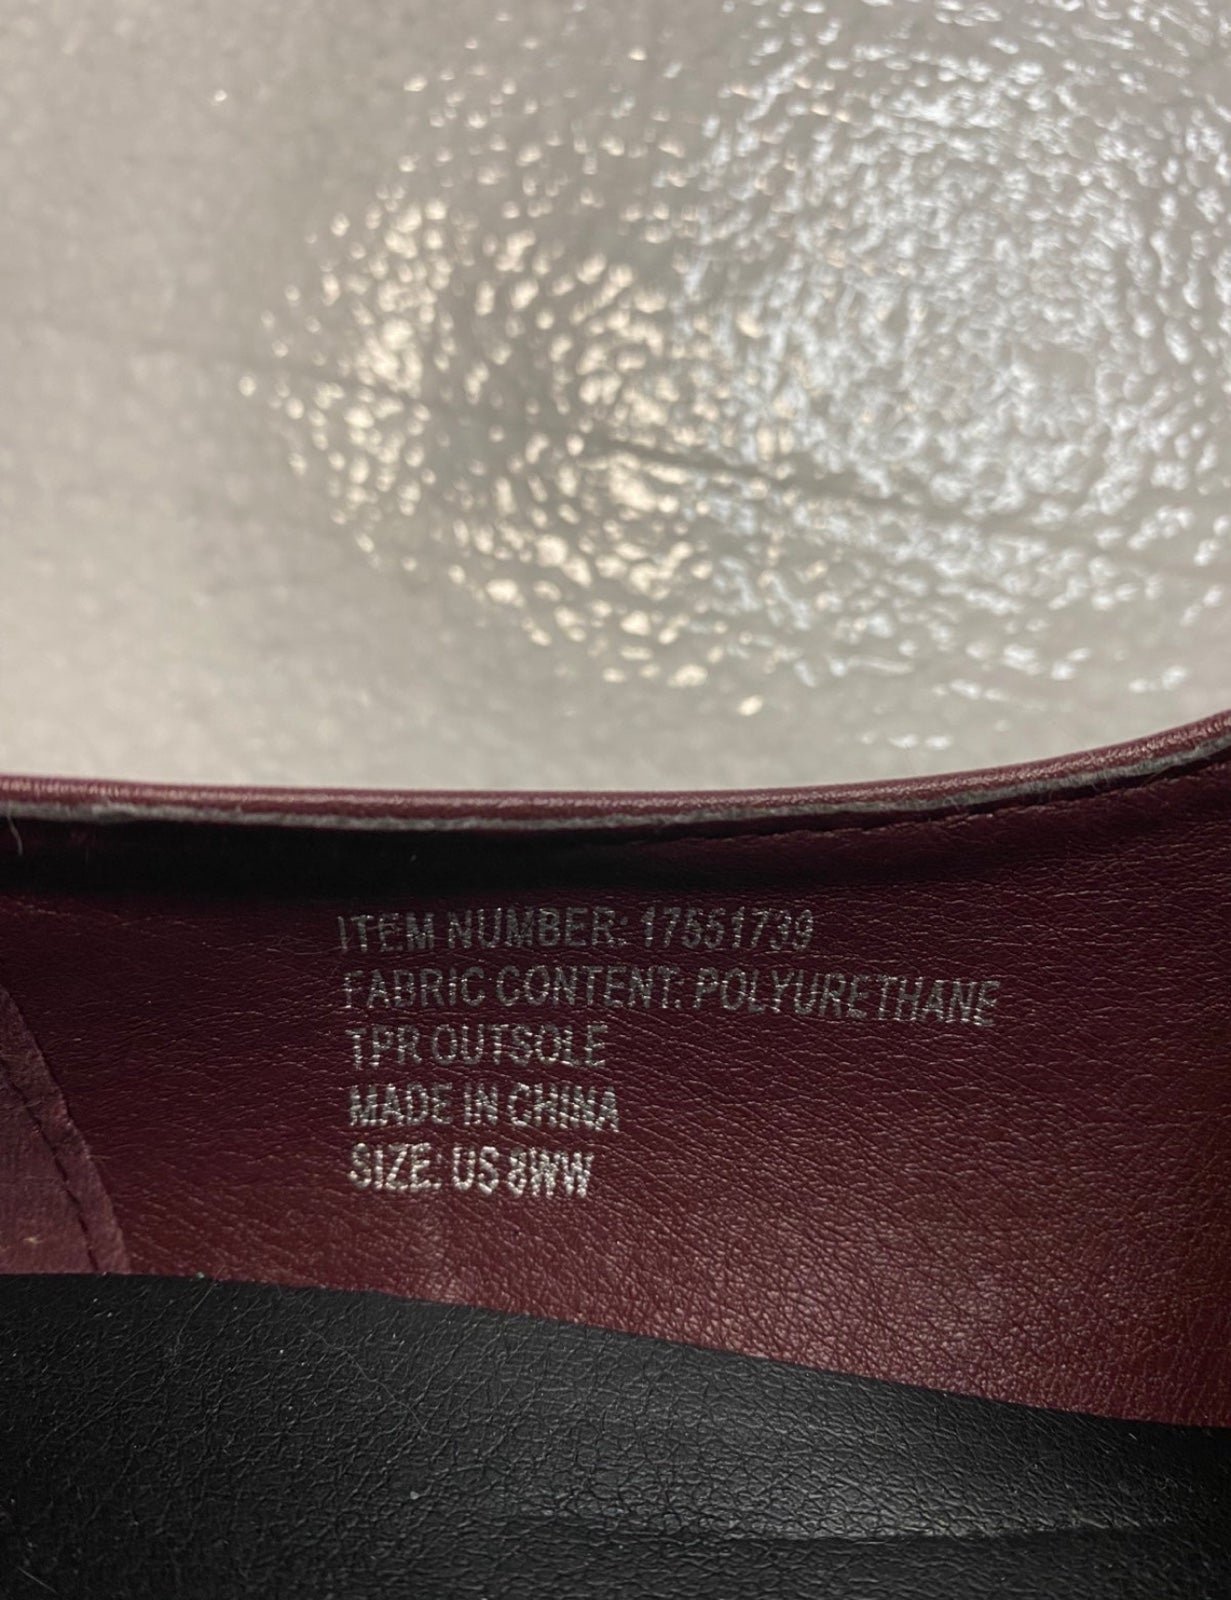 ITEM NUMBER: 17551739
FABRIC CONTENT: POLYURETHANE
TPR OUTSOLE
MADE IN CHINA
SIZE: US 8WW